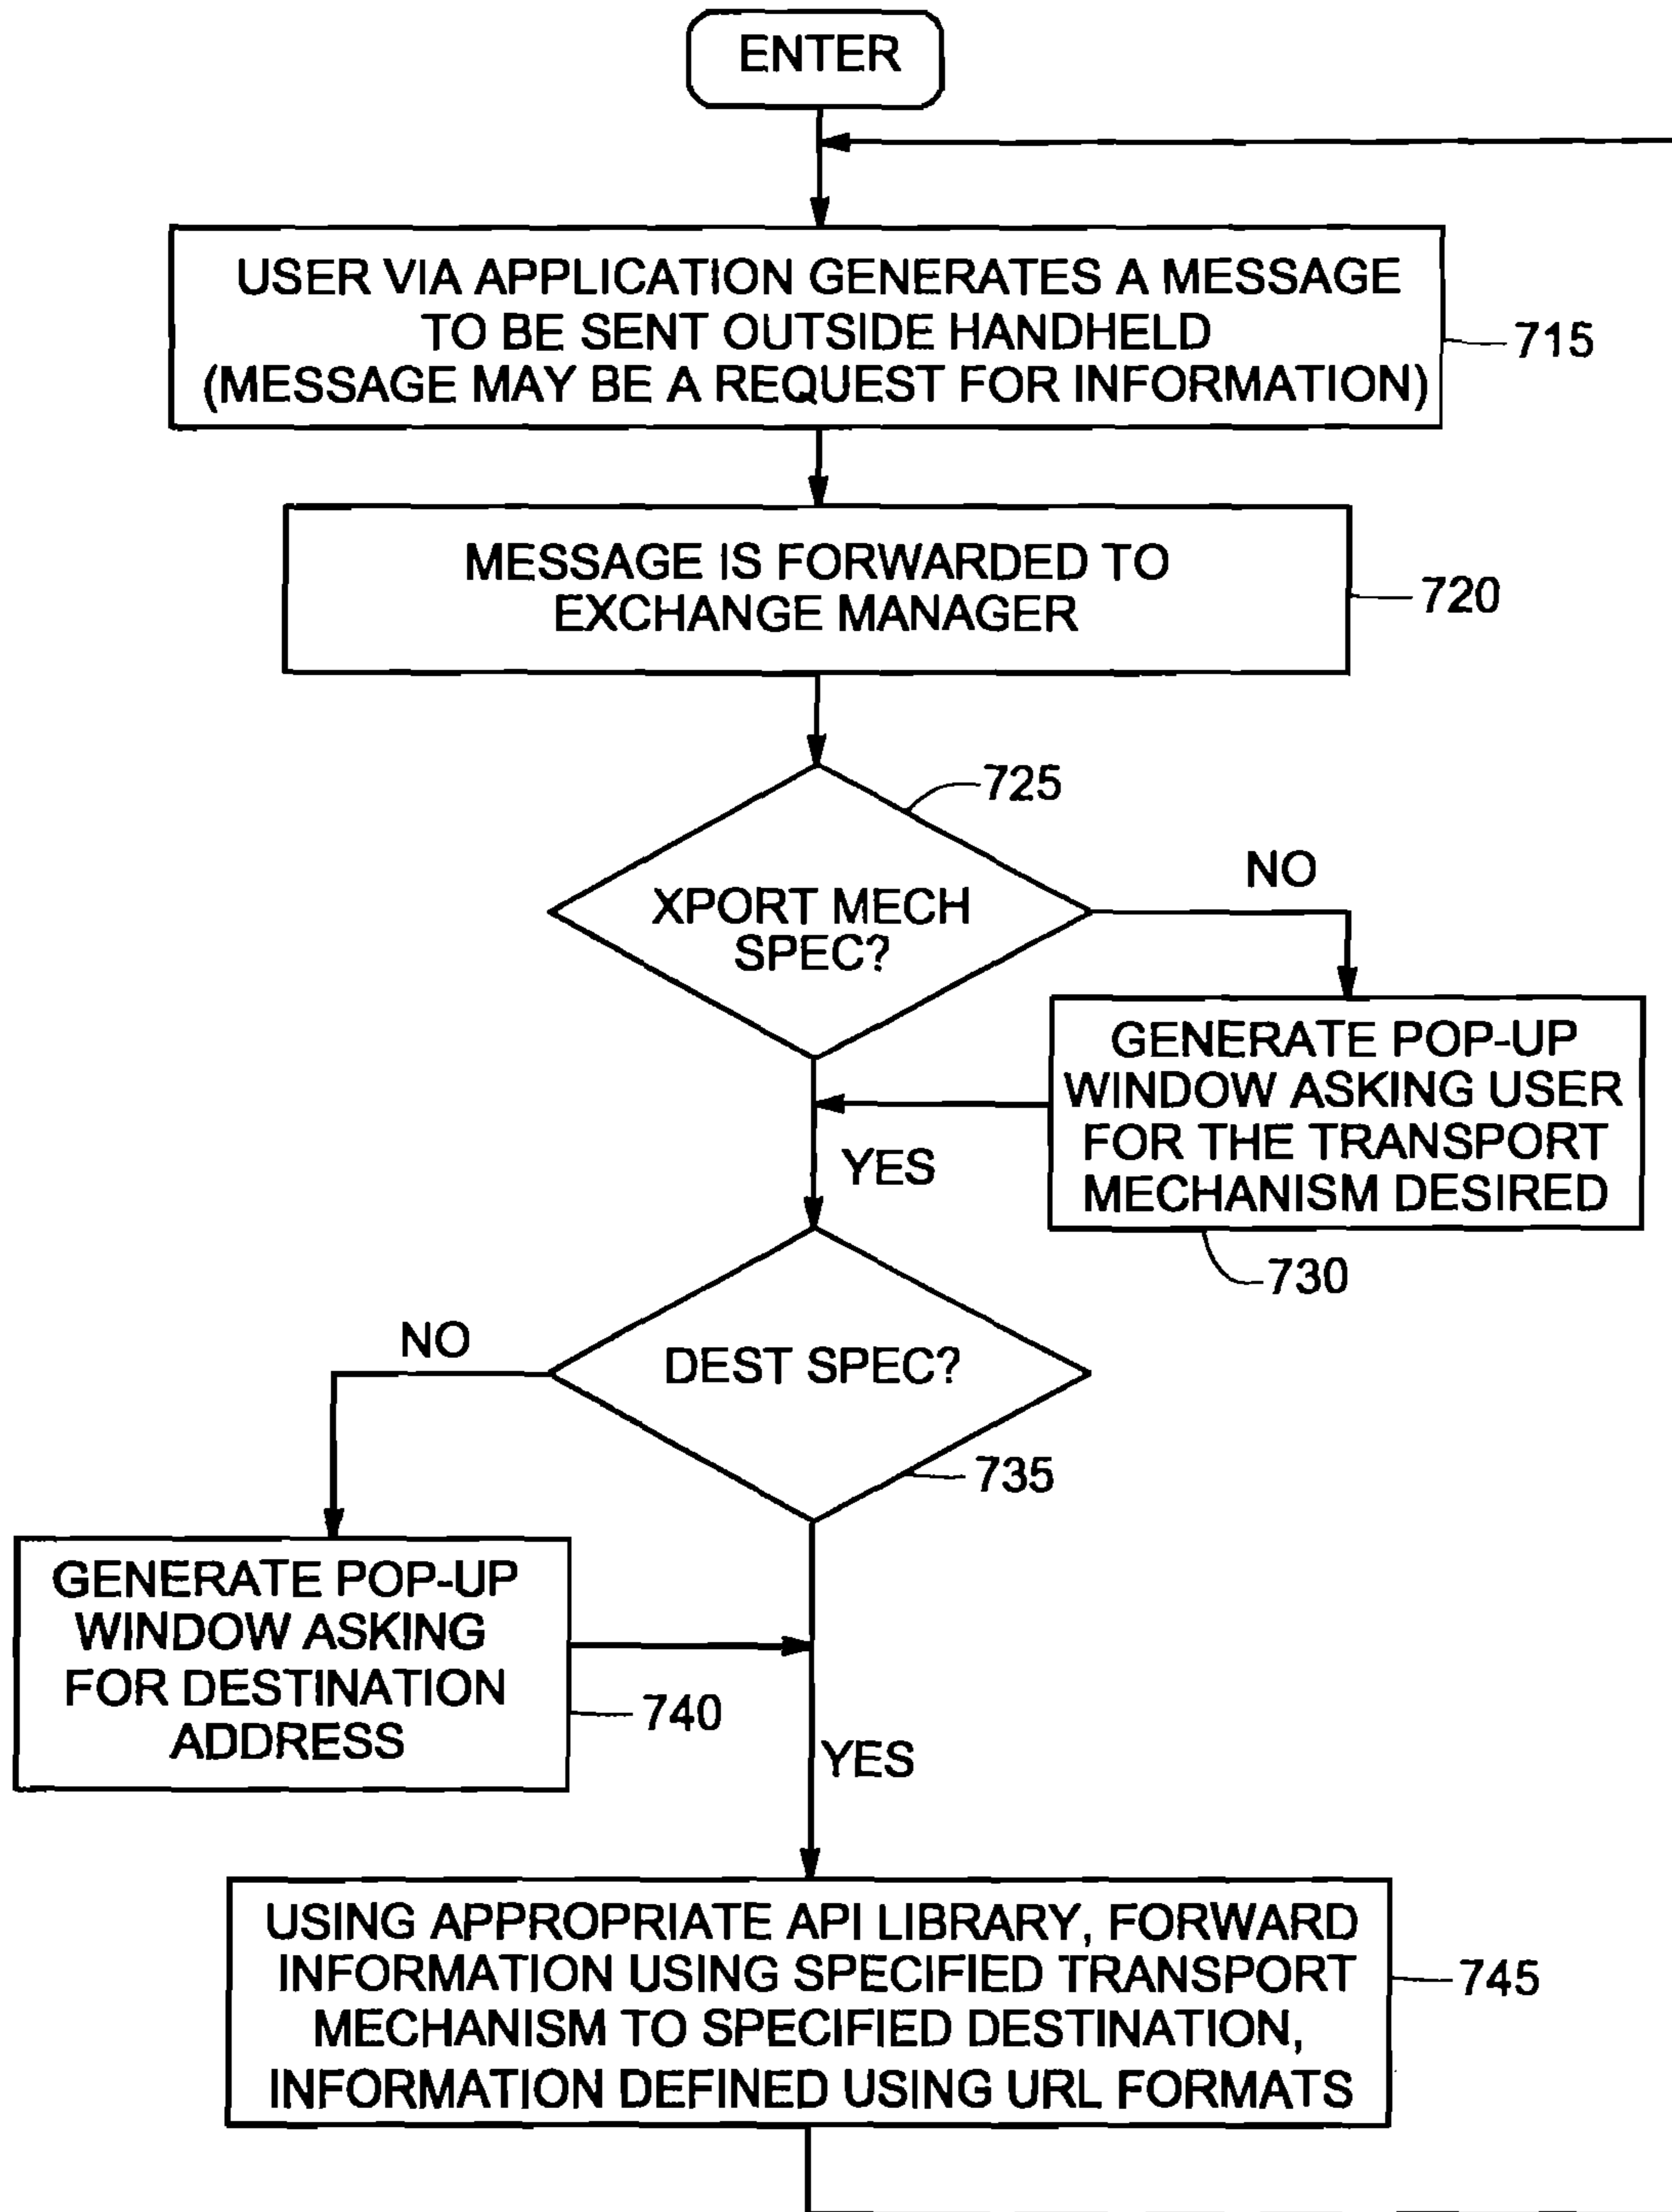 ENTER
USER VIA APPLICATION GENERATES A MESSAGE
TO BE SENT OUTSIDE HANDHELD
(MESSAGE MAY BE A REQUEST FOR INFORMATION)
715
MESSAGE IS FORWARDED TO
EXCHANGE MANAGER
720
725
XPORT MECH
SPEC?
NO
GENERATE POP-UP
WINDOW ASKING USER
FOR THE TRANSPORT
MECHANISM DESIRED
730
YES
DEST SPEC?
735
NO
GENERATE POP-UP
WINDOW ASKING
FOR DESTINATION
ADDRESS
740
YES
USING APPROPRIATE API LIBRARY, FORWARD
INFORMATION USING SPECIFIED TRANSPORT
MECHANISM TO SPECIFIED DESTINATION,
INFORMATION DEFINED USING URL FORMATS
745